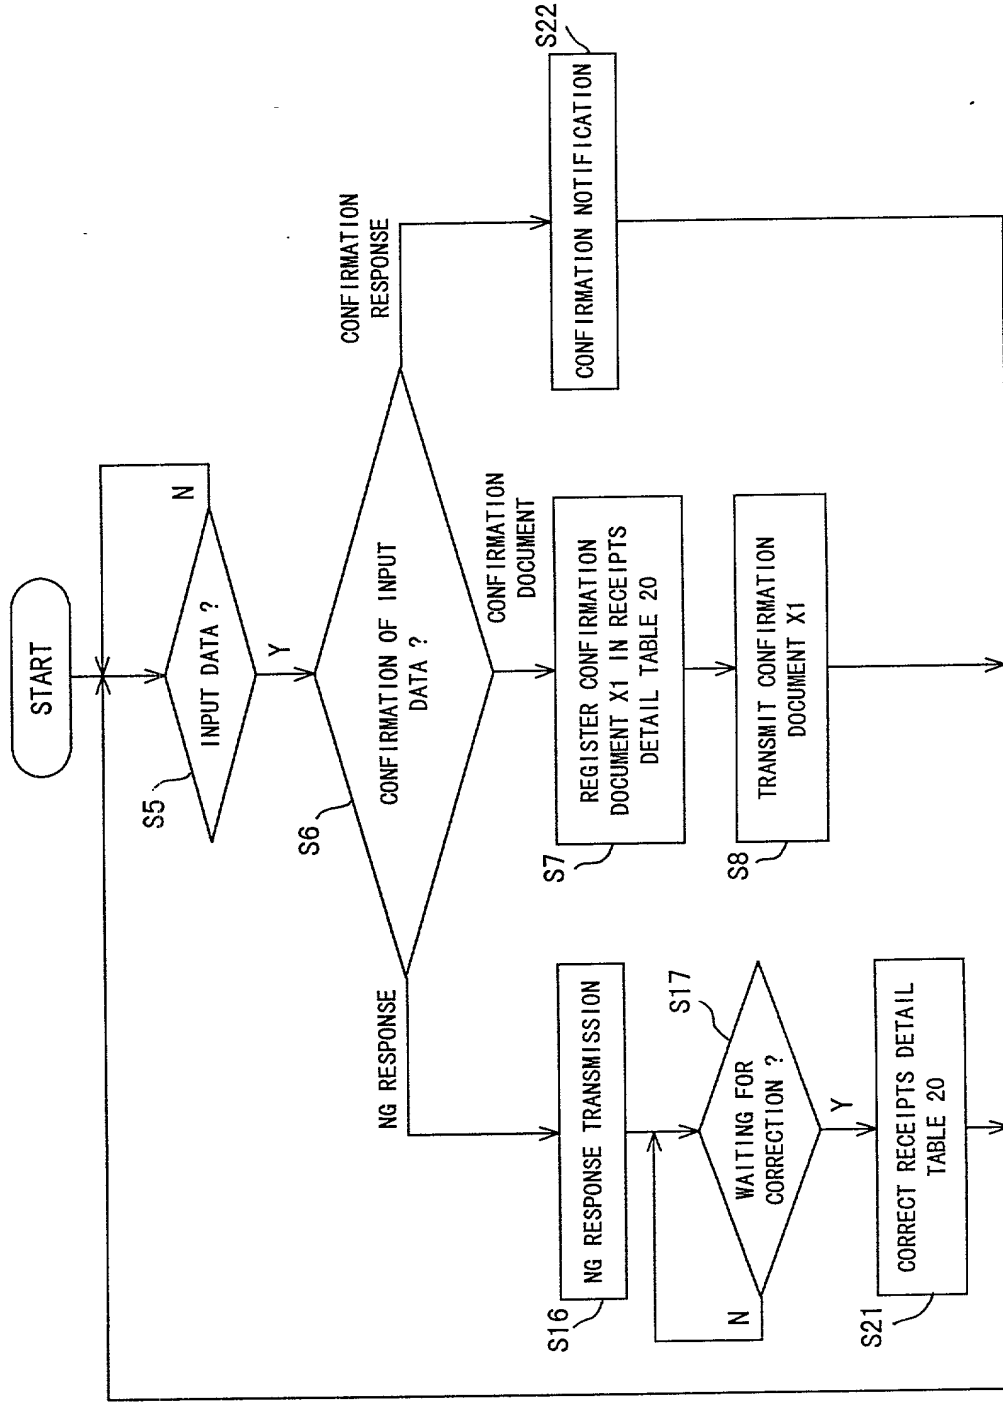 START
S5
INPUT DATA ?
N
Y
S6
CONFIRMATION OF INPUT
DATA ?
NG RESPONSE
CONFIRMATION
DOCUMENT
CONFIRMATION
RESPONSE
NG RESPONSE TRANSMISSION
S16
WAITING FOR
CORRECTION ?
S17
N
Y
CORRECT RECEIPTS DETAIL
TABLE 20
S21
S7
REGISTER CONFIRMATION
DOCUMENT X1 IN RECEIPTS
DETAIL TABLE 20
S8
TRANSMIT CONFIRMATION
DOCUMENT X1
CONFIRMATION NOTIFICATION
S22